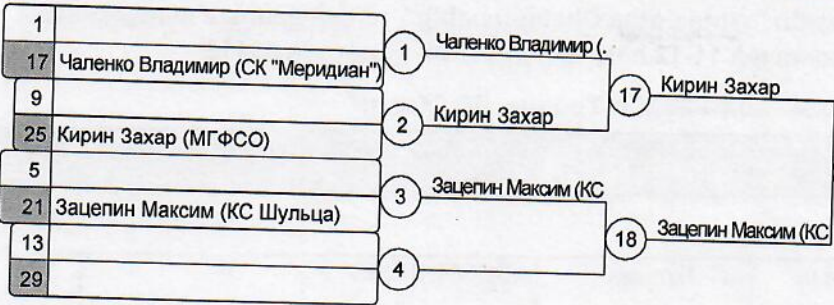 1
17 Чаленко Владимир (СК "Меридиан")
9
25 Кирин Захар (МГФСО)
5
21 Зацепин Максим (КС Шульца)
13
29
1 Чаленко Владимир (.
2 Кирин Захар
3 Зацепин Максим (КС
4
17 Кирин Захар
18 Зацепин Максим (КС